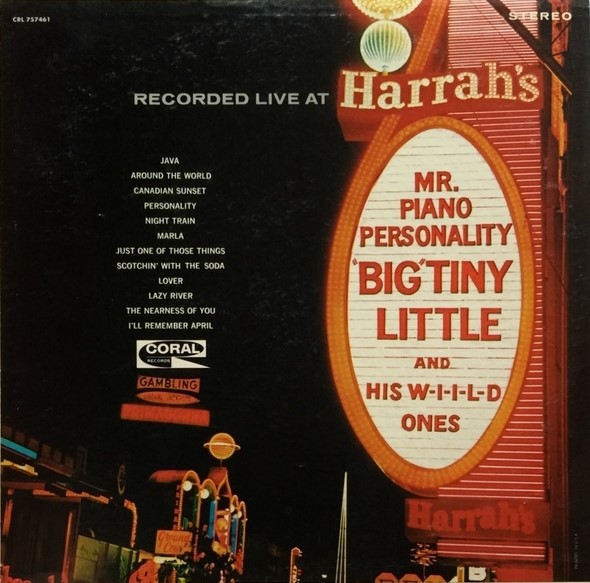 CRL 757461
STEREO
RECORDED LIVE AT
Harrah's
JAVA
AROUND THE WORLD
CANADIAN SUNSET
PERSONALITY
NIGHT TRAIN
MARLA
JUST ONE OF THOSE THINGS
SCOTCHIN' WITH THE SODA
LOVER
LAZY RIVER
THE NEARNESS OF YOU
I'LL REMEMBER APRIL
CORAL
RECORDS
GAMBLING
MR.
PIANO
PERSONALITY
"BIG" TINY
LITTLE
AND
HIS W-I-I-L-D
ONES
Harrah's